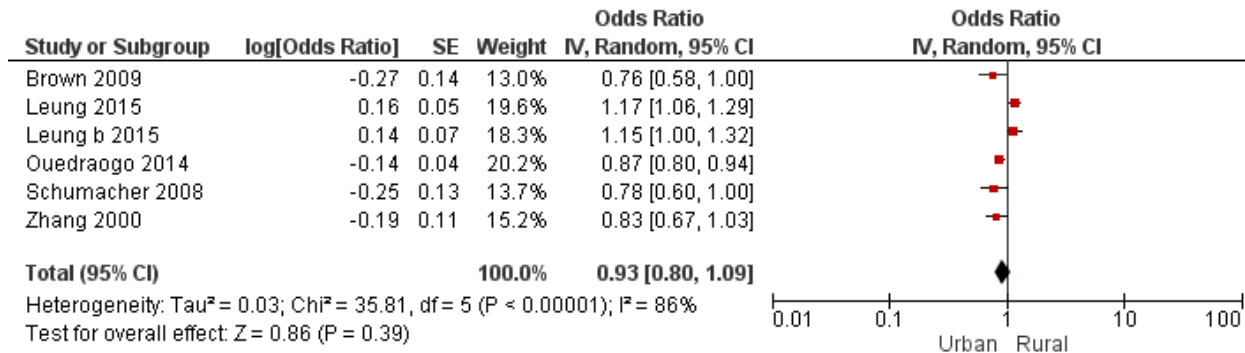 Odds Ratio Odds Ratio
Study or Subgroup log[Odds Ratio] SE Weight IV, Random, 95% CI IV, Random, 95% CI
Brown 2009 -0.27 0.14 13.0% 0.76 [0.58, 1.00]
Leung 2015 0.16 0.05 19.6% 1.17 [1.06, 1.29]
Leung b 2015 0.14 0.07 18.3% 1.15 [1.00, 1.32]
Ouedraogo 2014 -0.14 0.04 20.2% 0.87 [0.80, 0.94]
Schumacher 2008 -0.25 0.13 13.7% 0.78 [0.60, 1.00]
Zhang 2000 -0.19 0.11 15.2% 0.83 [0.67, 1.03]
Total (95% CI) 100.0% 0.93 [0.80, 1.09]
Heterogeneity: Tau² = 0.03; Chi² = 35.81, df = 5 (P < 0.00001); I² = 86%
Test for overall effect: Z = 0.86 (P = 0.39)
0.01 0.1 1 10 100
Urban Rural